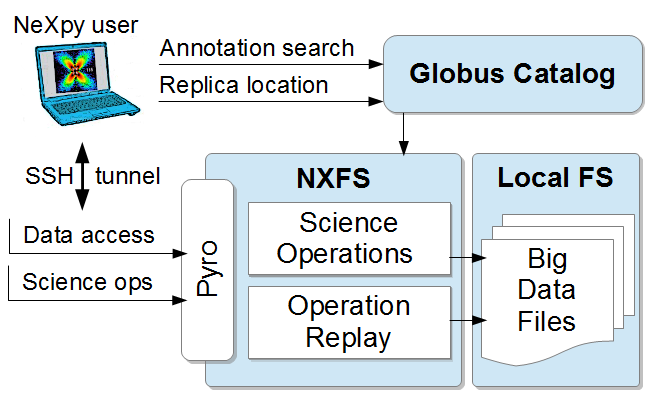 NeXpy user
Annotation search
Replica location
Globus Catalog
SSH tunnel
Data access
Science ops
Pyro
NXFS
Science
Operations
Operation
Replay
Local FS
Big
Data
Files